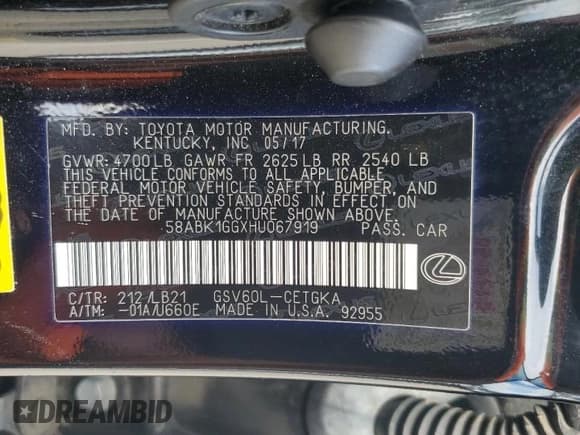 MFD. BY: TOYOTA MOTOR MANUFACTURING,
KENTUCKY, INC 05/17
GVWR: 4700LB GAWR FR 2625LB RR 2540 LB
THIS VEHICLE CONFORMS TO ALL APPLICABLE
FEDERAL MOTOR VEHICLE SAFETY, BUMPER, AND
THEFT PREVENTION STANDARDS IN EFFECT ON
THE DATE OF MANUFACTURE SHOWN ABOVE.
58ABK1GGXHU067919 PASS. CAR
C/TR: 212 /LB21 GSV60L-CETGKA
A/TM: -01A/U660E MADE IN U.S.A. 92955
DREAMBID